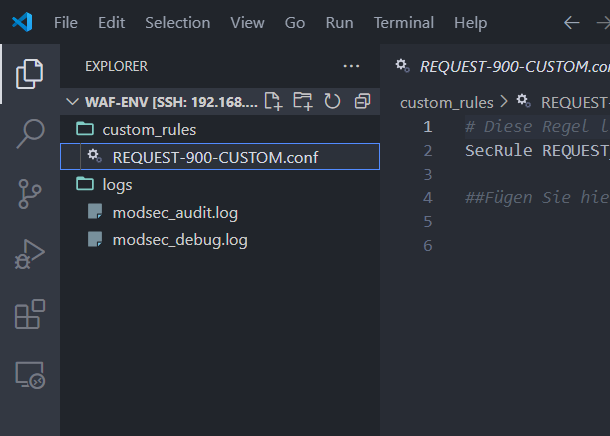 File Edit Selection View Go Run Terminal Help
EXPLORER
REQUEST-900-CUSTOM.co
WAF-ENV [SSH: 192.168....
custom_rules
REQUEST-900-CUSTOM.conf
logs
modsec_audit.log
modsec_debug.log
custom_rules > REQUEST-
1 # Diese Regel l
2 SecRule REQUEST_
3
4 ##Fügen Sie hie
5
6